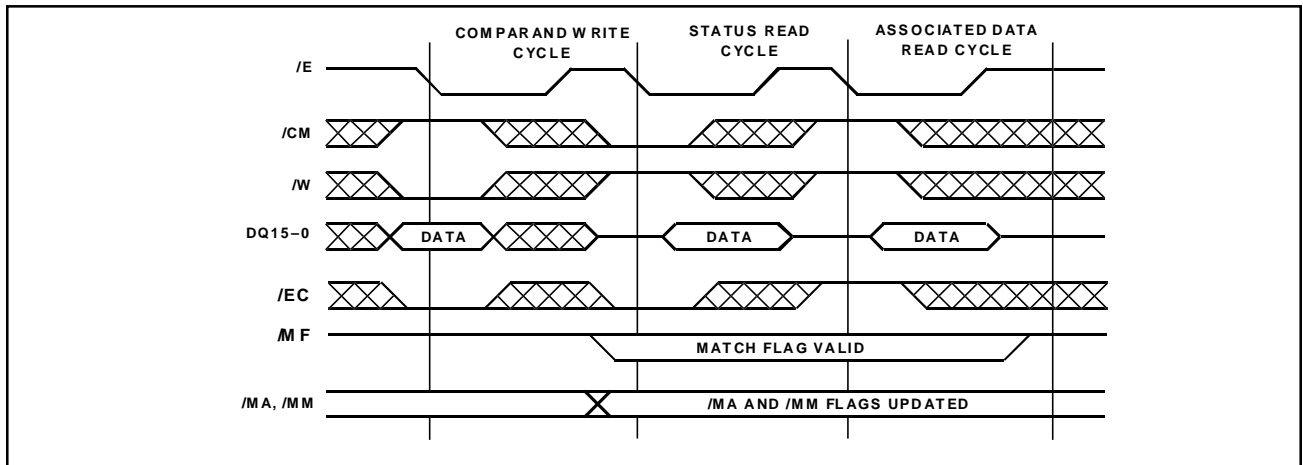 COMPARAND WRITE CYCLE
STATUS READ CYCLE
ASSOCIATED DATA READ CYCLE
/E
/CM
/W
DQ15–0 DATA DATA DATA
/EC
/MF MATCH FLAG VALID
/MA, /MM /MA AND /MM FLAGS UPDATED